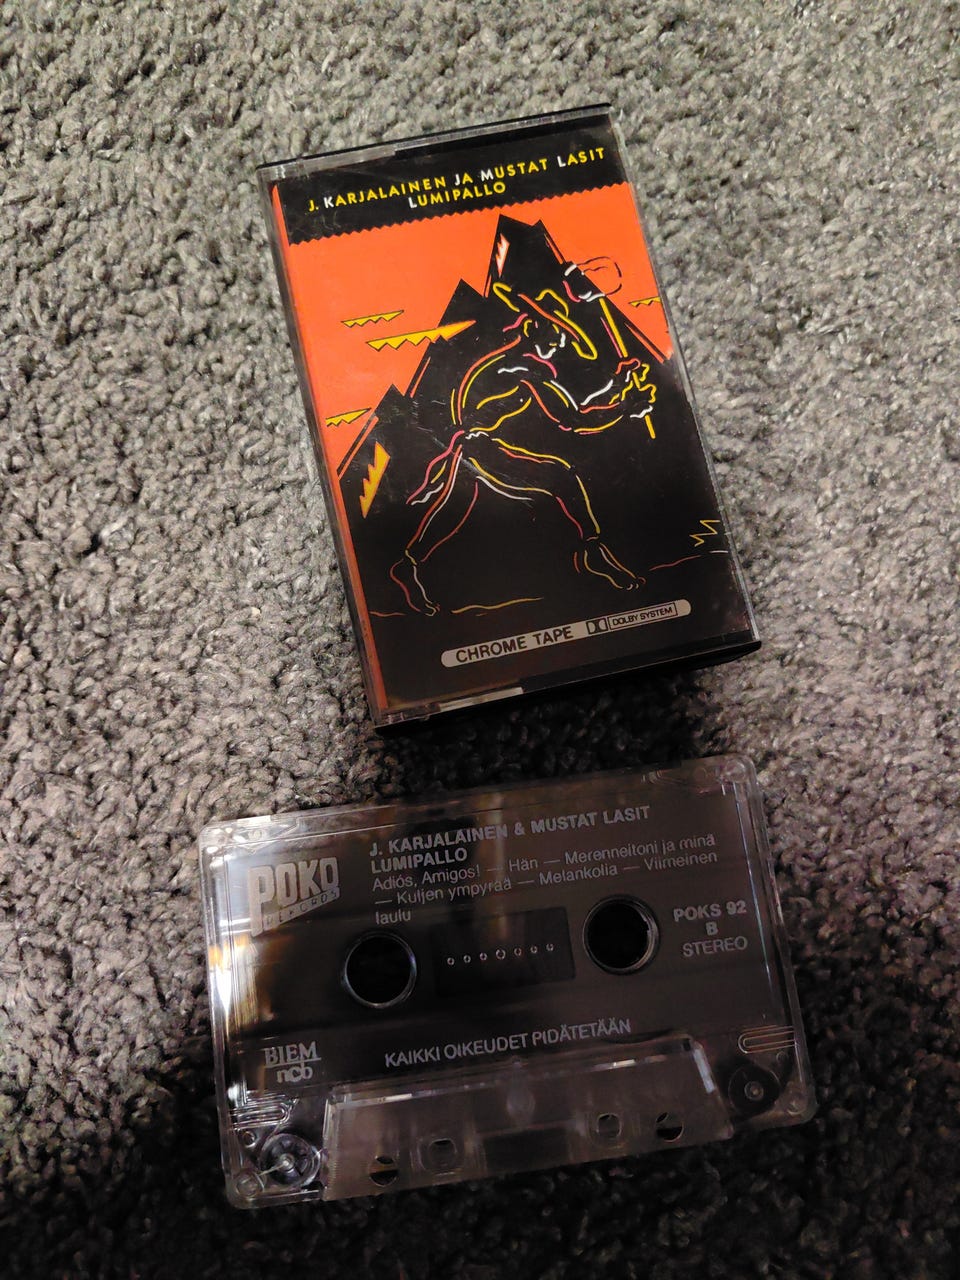 J. KARJALAINEN JA MUSTAT LASIT
LUMIPALLO
CHROME TAPE DOLBY SYSTEM
POKO
RECORDS
J. KARJALAINEN & MUSTAT LASIT
LUMIPALLO
Adiós, Amigos! — Hän — Merenneitoni ja minä
— Kuljen ympyrää — Melankolia — Viimeinen
laulu
POKS 92
B
STEREO
BIEM
ncb
KAIKKI OIKEUDET PIDÄTETÄÄN